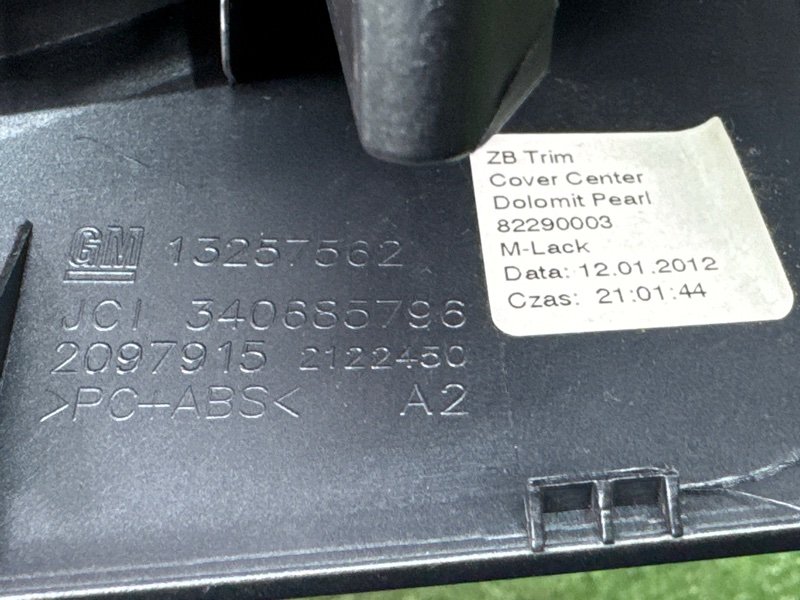 GM 13257562
JCI 340685796
2097915 2122450
>PC+ABS< A2
ZB Trim
Cover Center
Dolomit Pearl
82290003
M-Lack
Data: 12.01.2012
Czas: 21:01:44